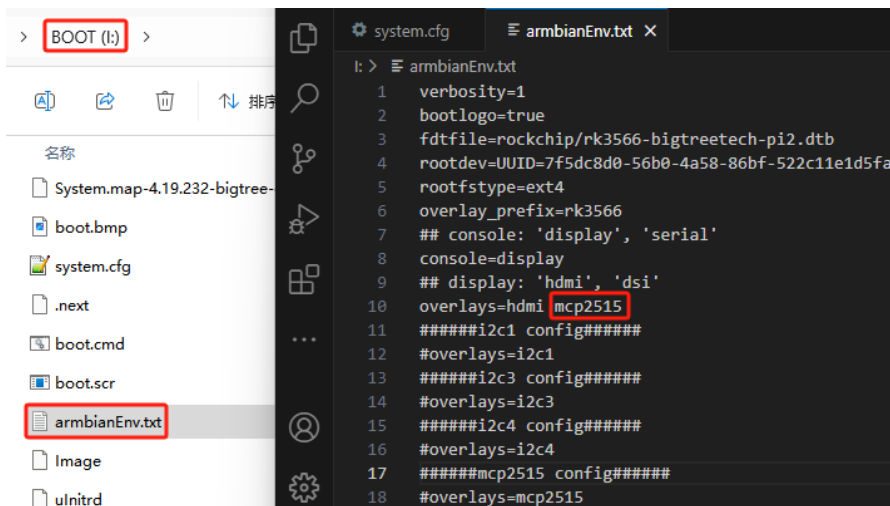 > BOOT (I:) >
排序
名称
System.map-4.19.232-bigtree-
boot.bmp
system.cfg
.next
boot.cmd
boot.scr
armbianEnv.txt
Image
uInitrd
system.cfg
armbianEnv.txt ×
I: > armbianEnv.txt
1 verbosity=1
2 bootlogo=true
3 fdtfile=rockchip/rk3566-bigtreetech-pi2.dtb
4 rootdev=UUID=7f5dc8d0-56b0-4a58-86bf-522c11e1d5fa
5 rootfstype=ext4
6 overlay_prefix=rk3566
7 ## console: 'display', 'serial'
8 console=display
9 ## display: 'hdmi', 'dsi'
10 overlays=hdmi mcp2515
11 ######i2c1 config######
12 #overlays=i2c1
13 ######i2c3 config######
14 #overlays=i2c3
15 ######i2c4 config######
16 #overlays=i2c4
17 ######mcp2515 config######
18 #overlays=mcp2515